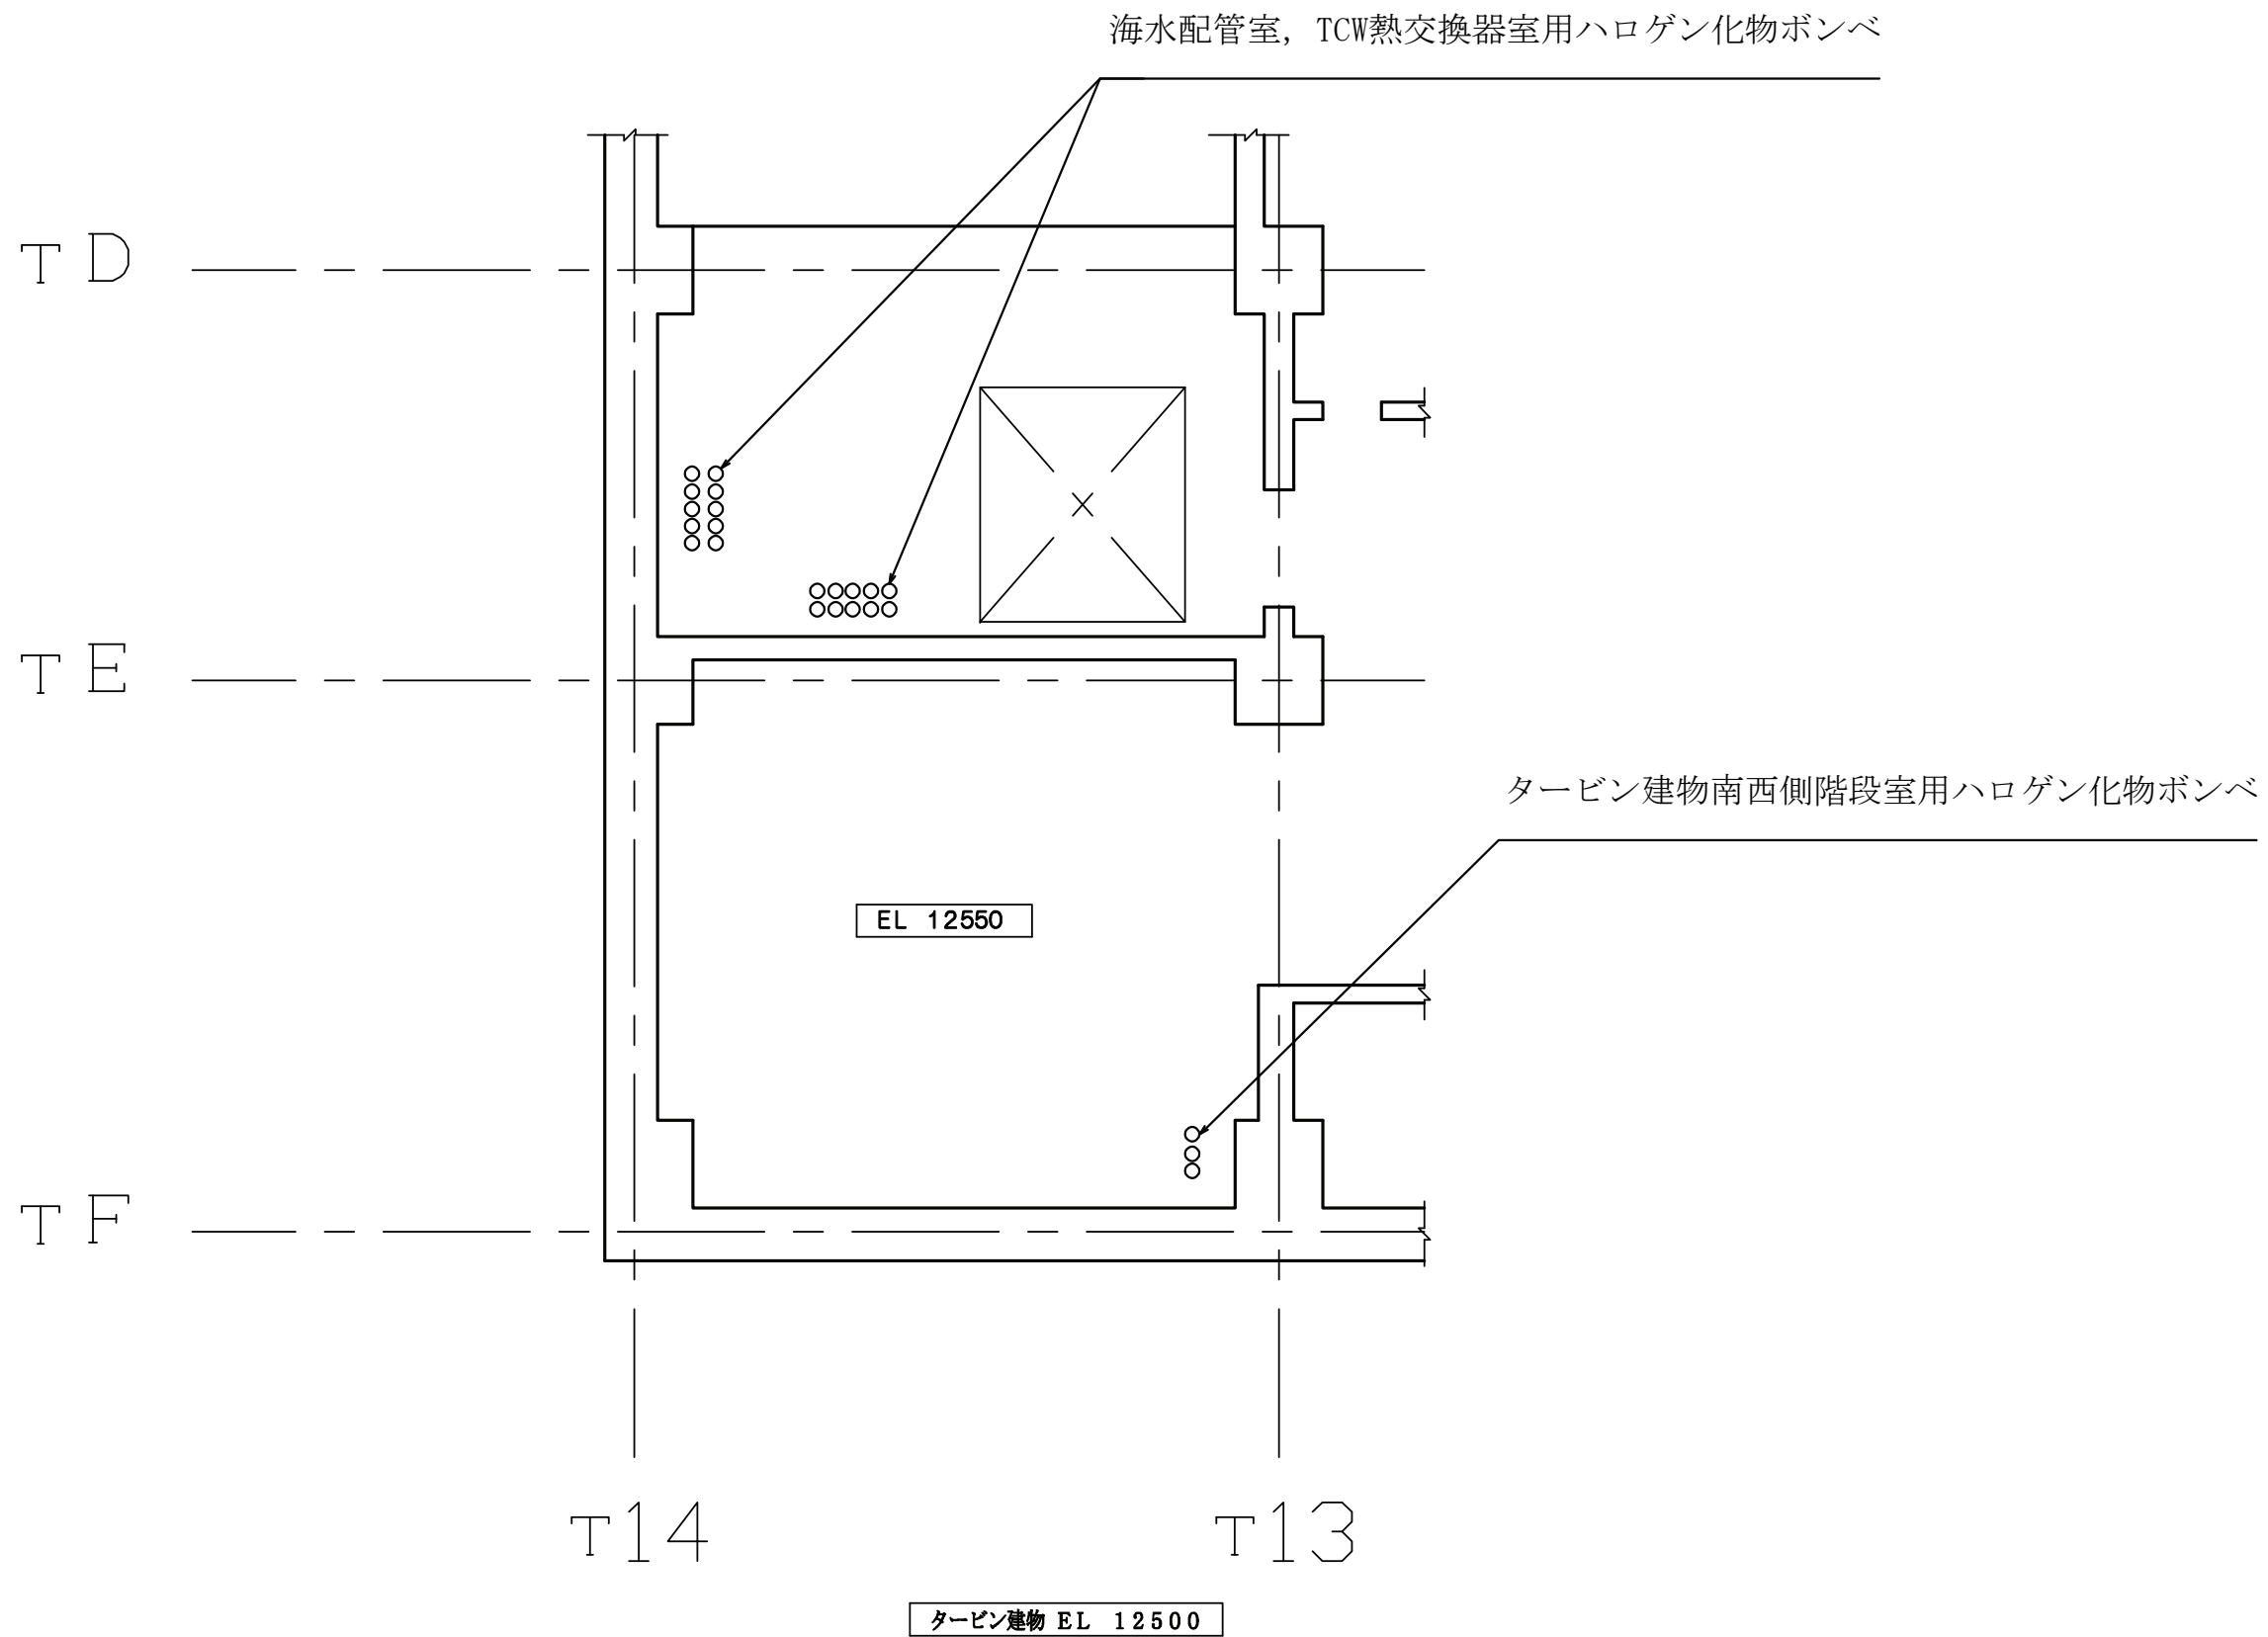 海水配管室，TCW熱交換器室用ハロゲン化物ボンベ
TD
TE
タービン建物南西側階段室用ハロゲン化物ボンベ
EL 12550
TF
T14 T13
タービン建物 EL 12500